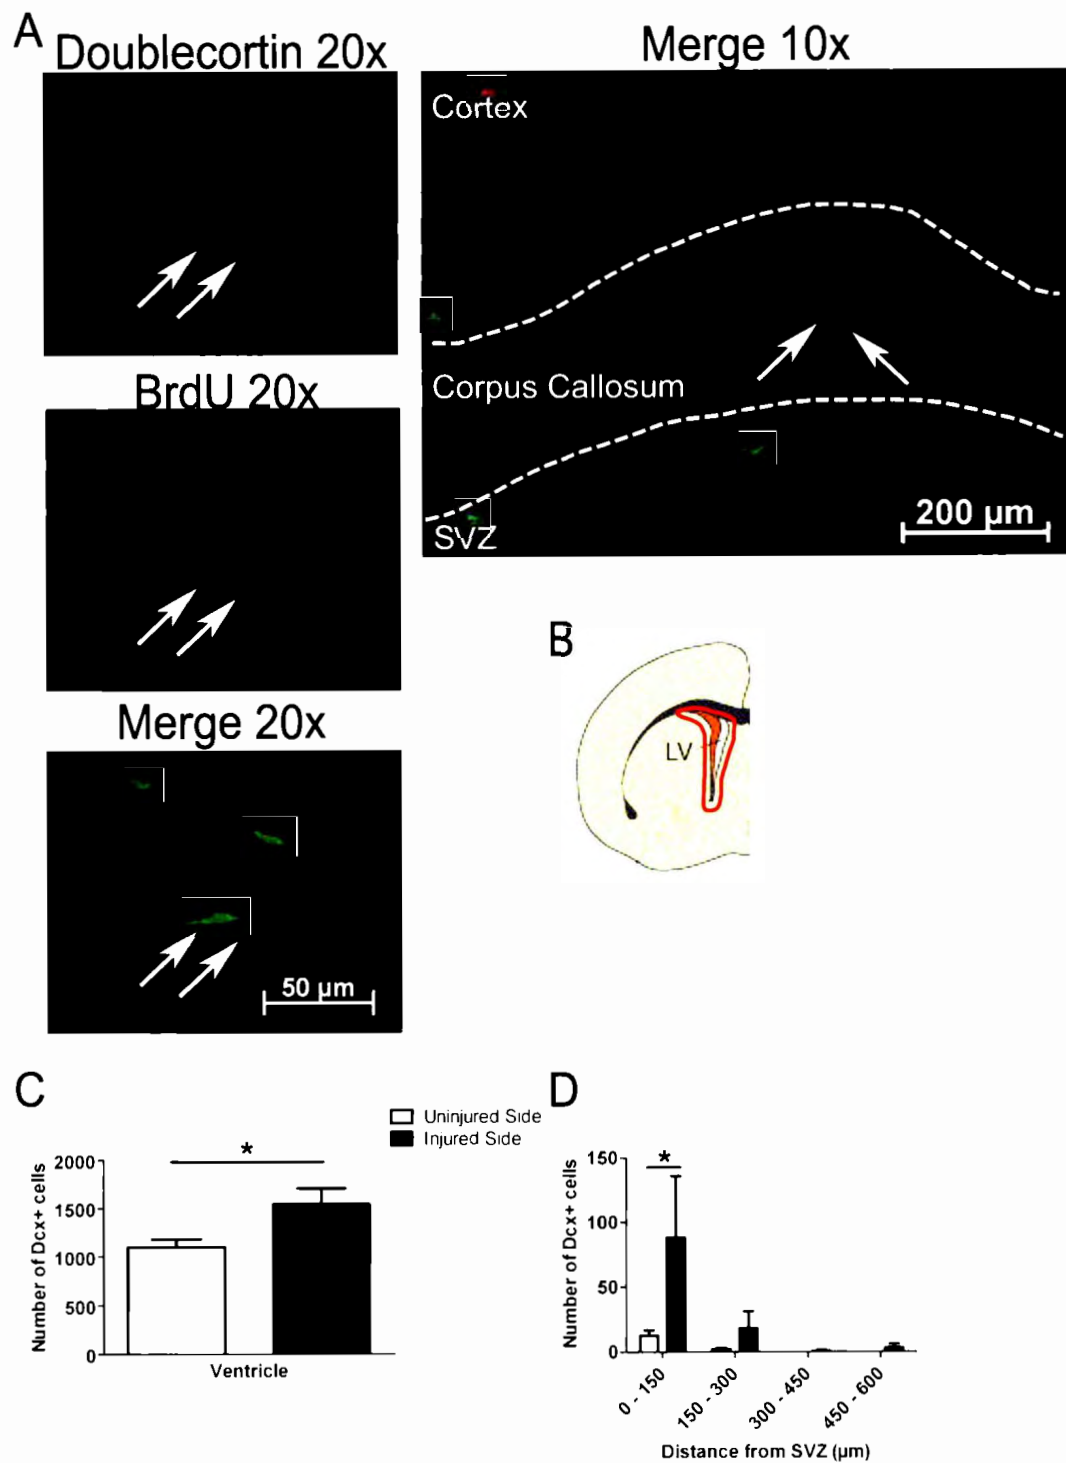 A
Doublecortin 20x
Merge 10x
Cortex
Corpus Callosum
SVZ
200 µm
BrdU 20x
Merge 20x
50 µm
B
LV
C
Uninjured Side
Injured Side
*
Number of Dcx+ cells
2000
1500
1000
500
0
Ventricle
D
*
Number of Dcx+ cells
150
100
50
0
0 - 150
150 - 300
300 - 450
450 - 600
Distance from SVZ (µm)